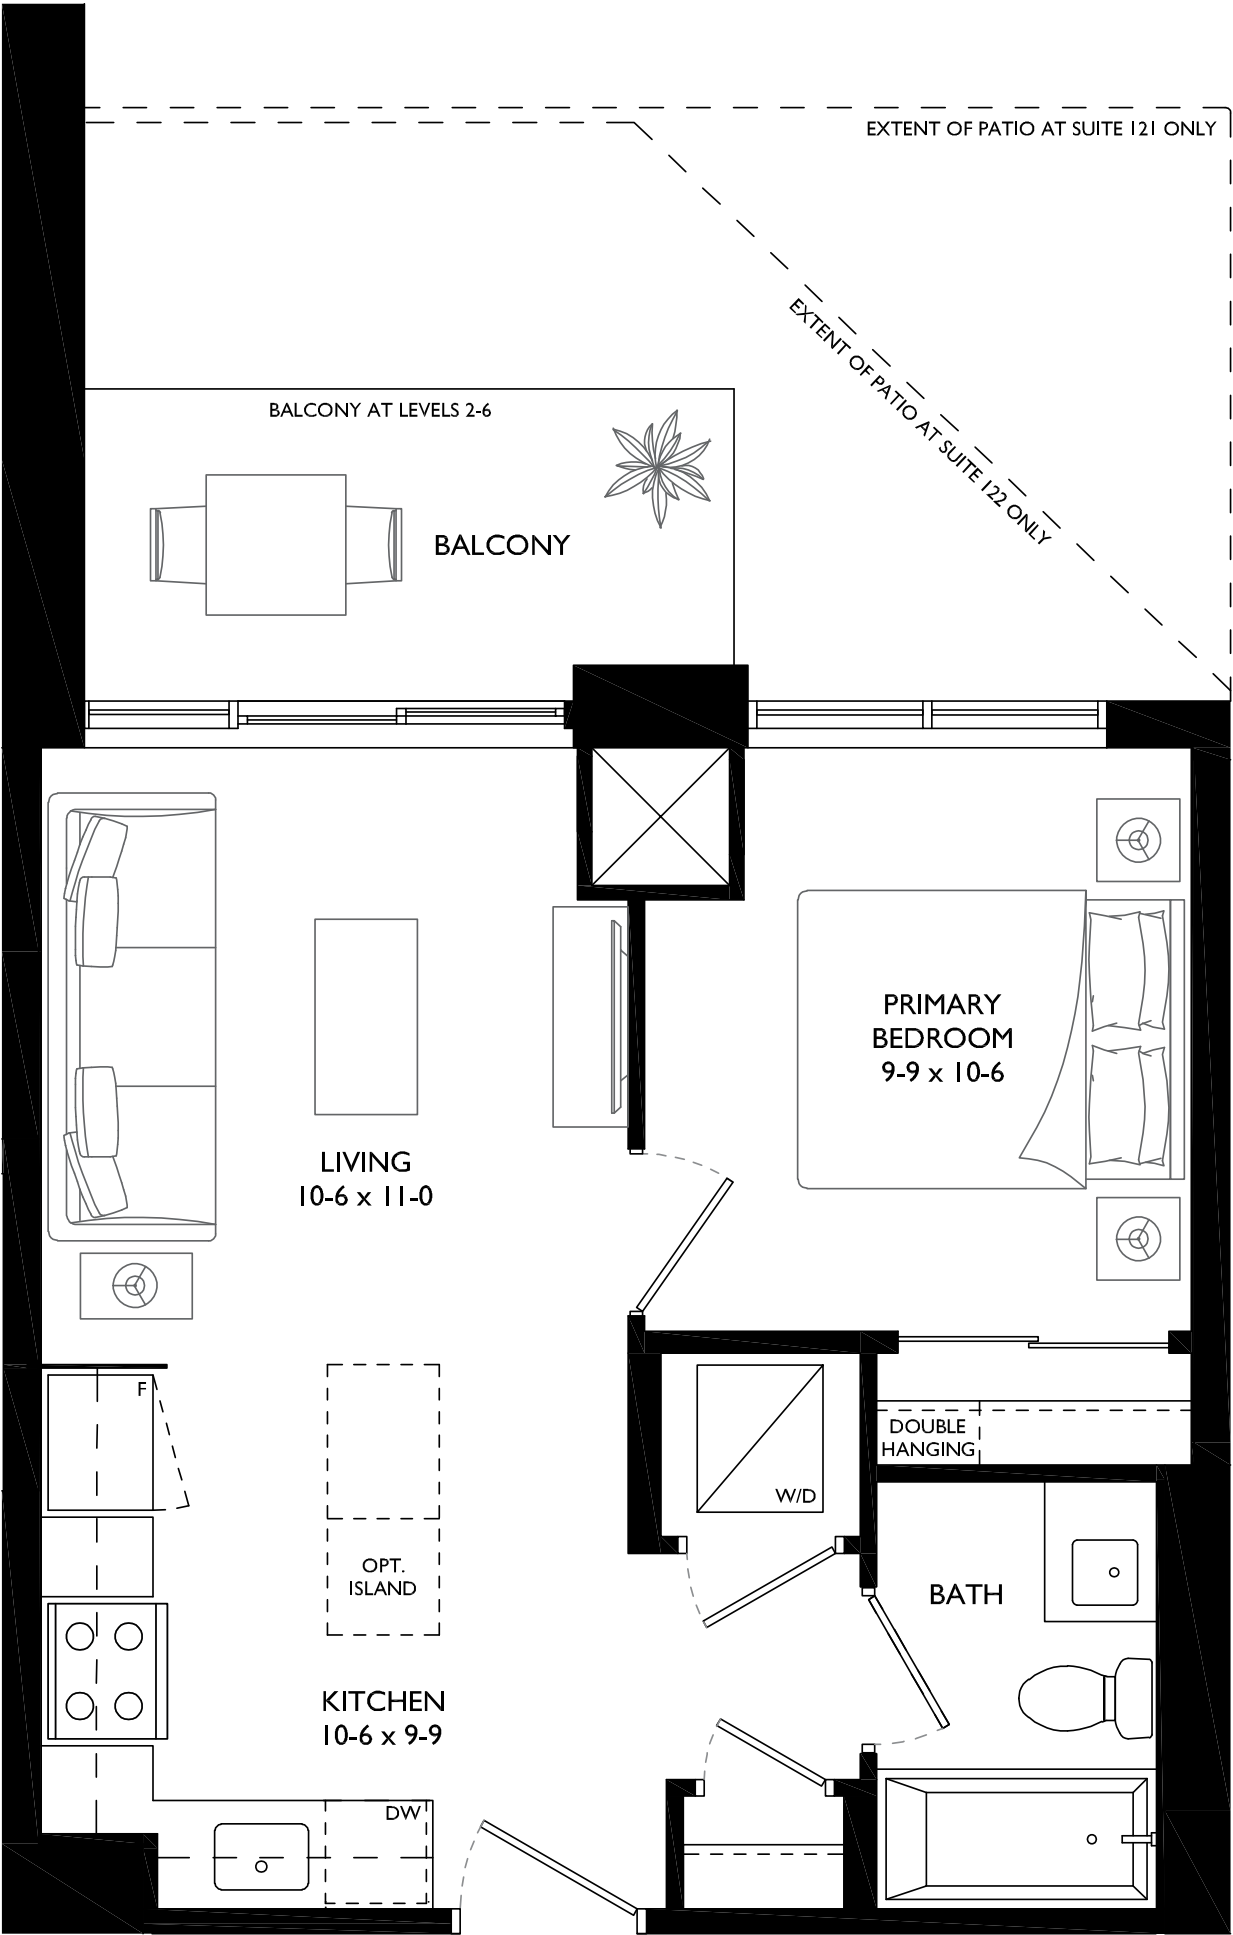 EXTENT OF PATIO AT SUITE 121 ONLY
EXTENT OF PATIO AT SUITE 122 ONLY
BALCONY AT LEVELS 2-6
BALCONY
PRIMARY
BEDROOM
9-9 x 10-6
LIVING
10-6 x 11-0
F
DOUBLE
HANGING
W/D
OPT.
ISLAND
BATH
KITCHEN
10-6 x 9-9
DW